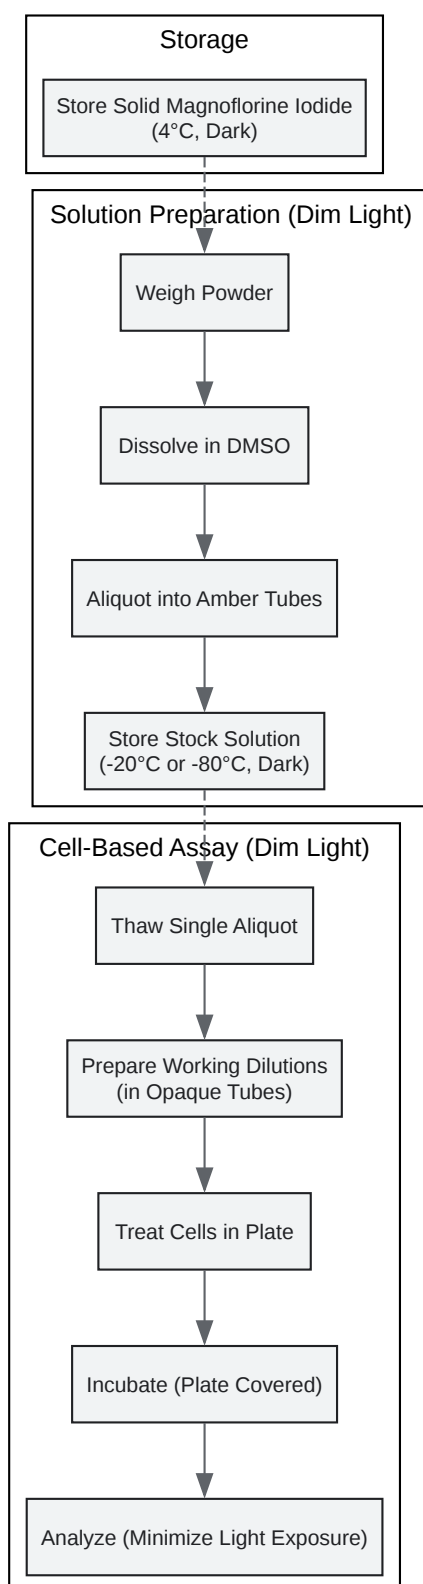 Storage
Store Solid Magnoflorine Iodide
(4°C, Dark)
Solution Preparation (Dim Light)
Weigh Powder
Dissolve in DMSO
Aliquot into Amber Tubes
Store Stock Solution
(-20°C or -80°C, Dark)
Cell-Based Assay (Dim Light)
Thaw Single Aliquot
Prepare Working Dilutions
(in Opaque Tubes)
Treat Cells in Plate
Incubate (Plate Covered)
Analyze (Minimize Light Exposure)